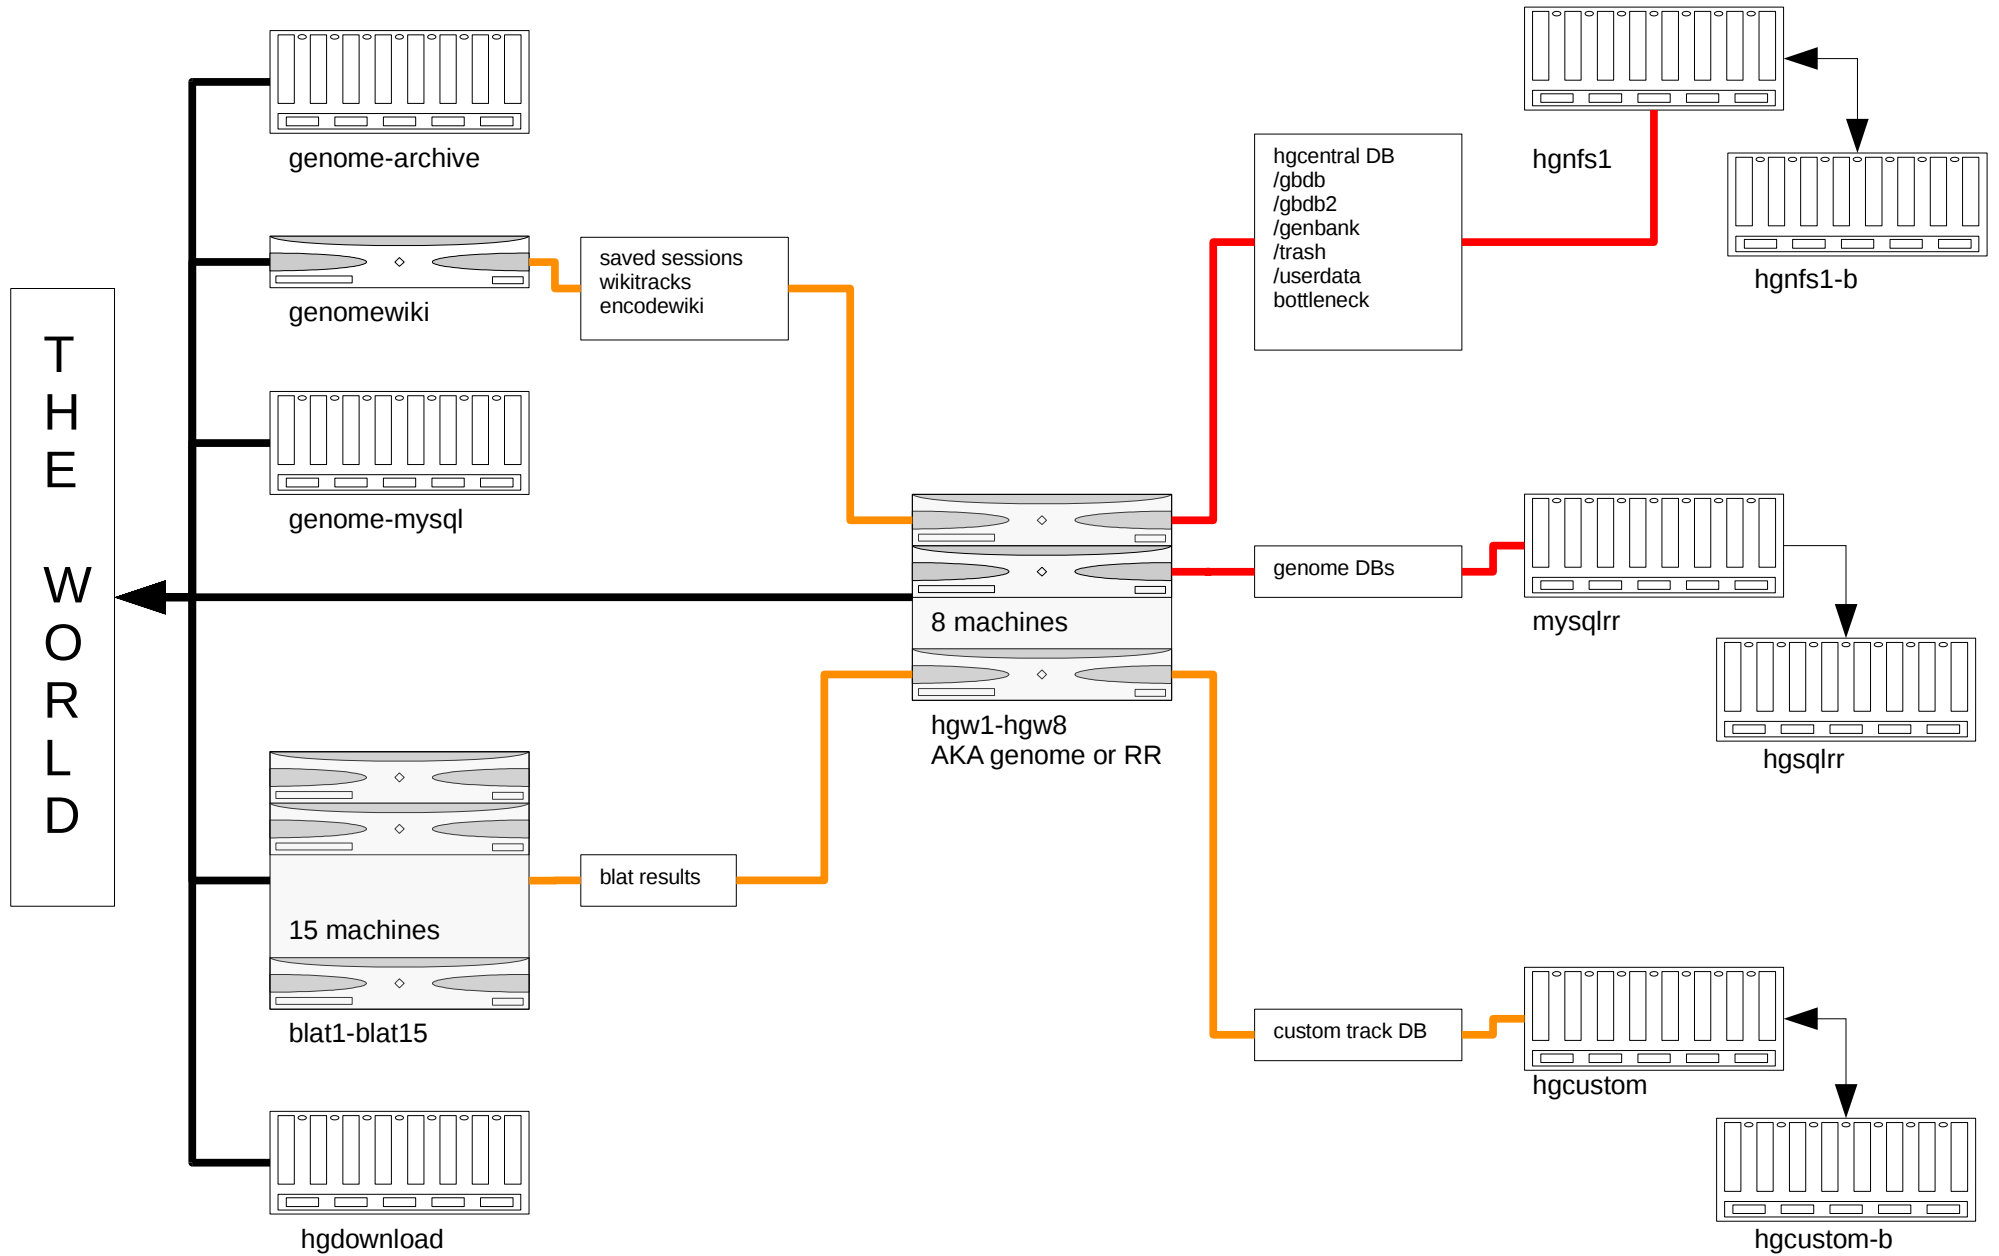 THE WORLD
genome-archive
genomewiki
saved sessions
wikitracks
encodewiki
genome-mysql
8 machines
hgw1-hgw8
AKA genome or RR
15 machines
blat1-blat15
blat results
hgdownload
hgcentral DB
/gbdb
/gbdb2
/genbank
/trash
/userdata
bottleneck
hgnfs1
hgnfs1-b
genome DBs
mysqlrr
hgsqlrr
custom track DB
hgcustom
hgcustom-b